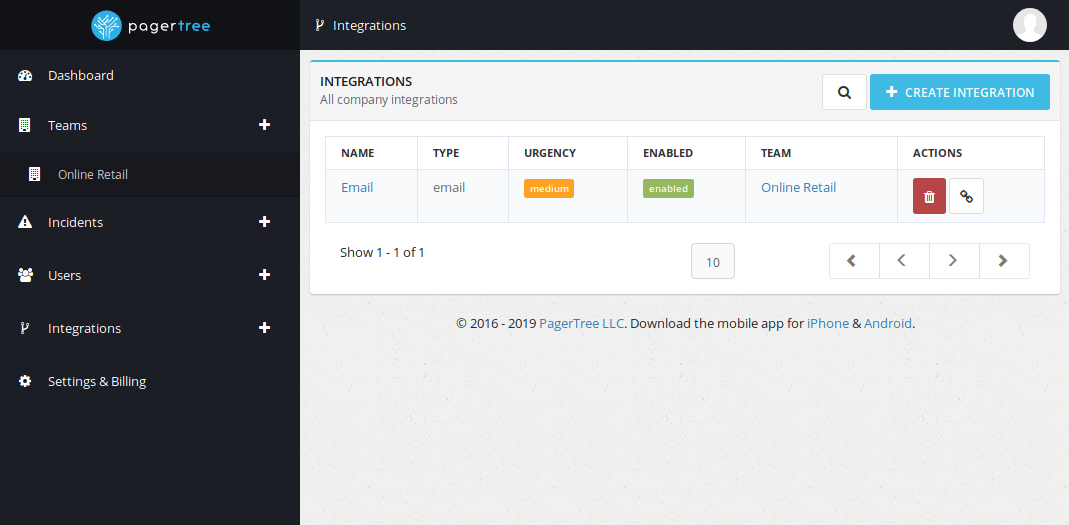 pagertree
Integrations
Dashboard
Teams
Online Retail
Incidents
Users
Integrations
Settings & Billing
INTEGRATIONS
All company integrations
CREATE INTEGRATION
NAME TYPE URGENCY ENABLED TEAM ACTIONS
Email email medium enabled Online Retail
Show 1 - 1 of 1
10
© 2016 - 2019 PagerTree LLC. Download the mobile app for iPhone & Android.